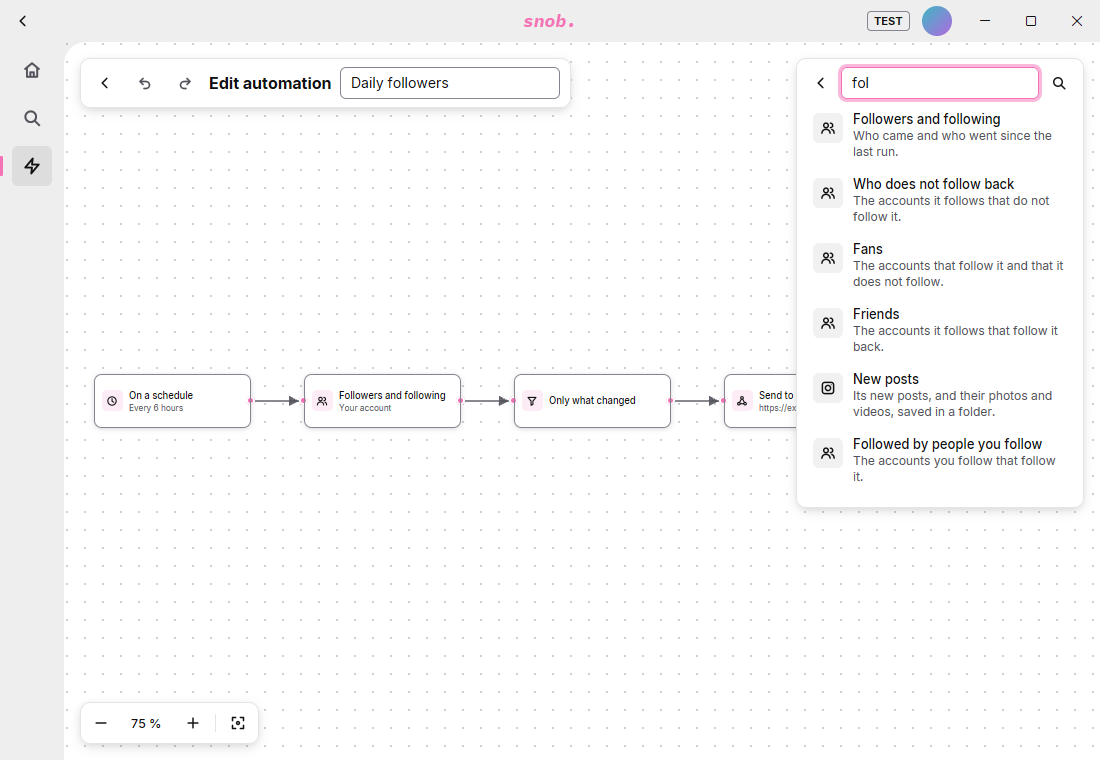 snob.
TEST
Edit automation
Daily followers
fol
Followers and following
Who came and who went since the
last run.
Who does not follow back
The accounts it follows that do not
follow it.
Fans
The accounts that follow it and that it
does not follow.
Friends
The accounts it follows that follow it
back.
New posts
Its new posts, and their photos and
videos, saved in a folder.
Followed by people you follow
The accounts you follow that follow
it.
On a schedule
Every 6 hours
Followers and following
Your account
Only what changed
Send to
https://ex
75 %